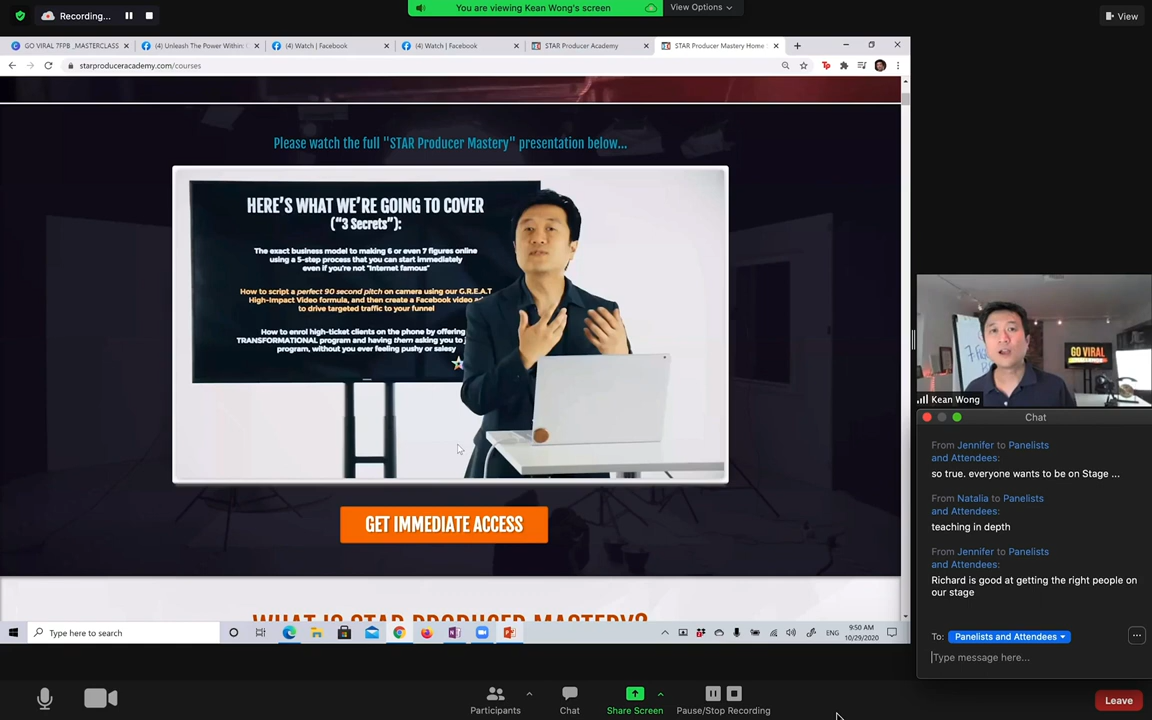 Recording...
You are viewing Kean Wong's screen
View Options
View
GO VIRAL 7FPB _MASTERCLASS
(4) Unleash The Power Within:
(4) Watch | Facebook
(4) Watch | Facebook
STAR Producer Academy
STAR Producer Mastery Home
starproduceracademy.com/courses
Please watch the full "STAR Producer Mastery" presentation below...
HERE'S WHAT WE'RE GOING TO COVER
("3 Secrets"):
The exact business model to making 6 or even 7 figures online
using a 5-step process that you can start immediately
even if you're not "Internet famous"
How to script a perfect 90 second pitch on camera using our G.R.E.A.T
High-Impact Video formula, and then create a Facebook video
to drive targeted traffic to your funnel
How to enrol high-ticket clients on the phone by offering
TRANSFORMATIONAL program and having them asking you to
program, without you ever feeling pushy or salesy
GET IMMEDIATE ACCESS
WHAT IS STAR PRODUCER MASTERY?
GO VIRAL
Kean Wong
Chat
From Jennifer to Panelists
and Attendees:
so true. everyone wants to be on Stage ...
From Natalia to Panelists
and Attendees:
teaching in depth
From Jennifer to Panelists
and Attendees:
Richard is good at getting the right people on
our stage
To: Panelists and Attendees
Type message here...
Type here to search
ENG
9:50 AM
10/29/2020
Participants
Chat
Share Screen
Pause/Stop Recording
Leave